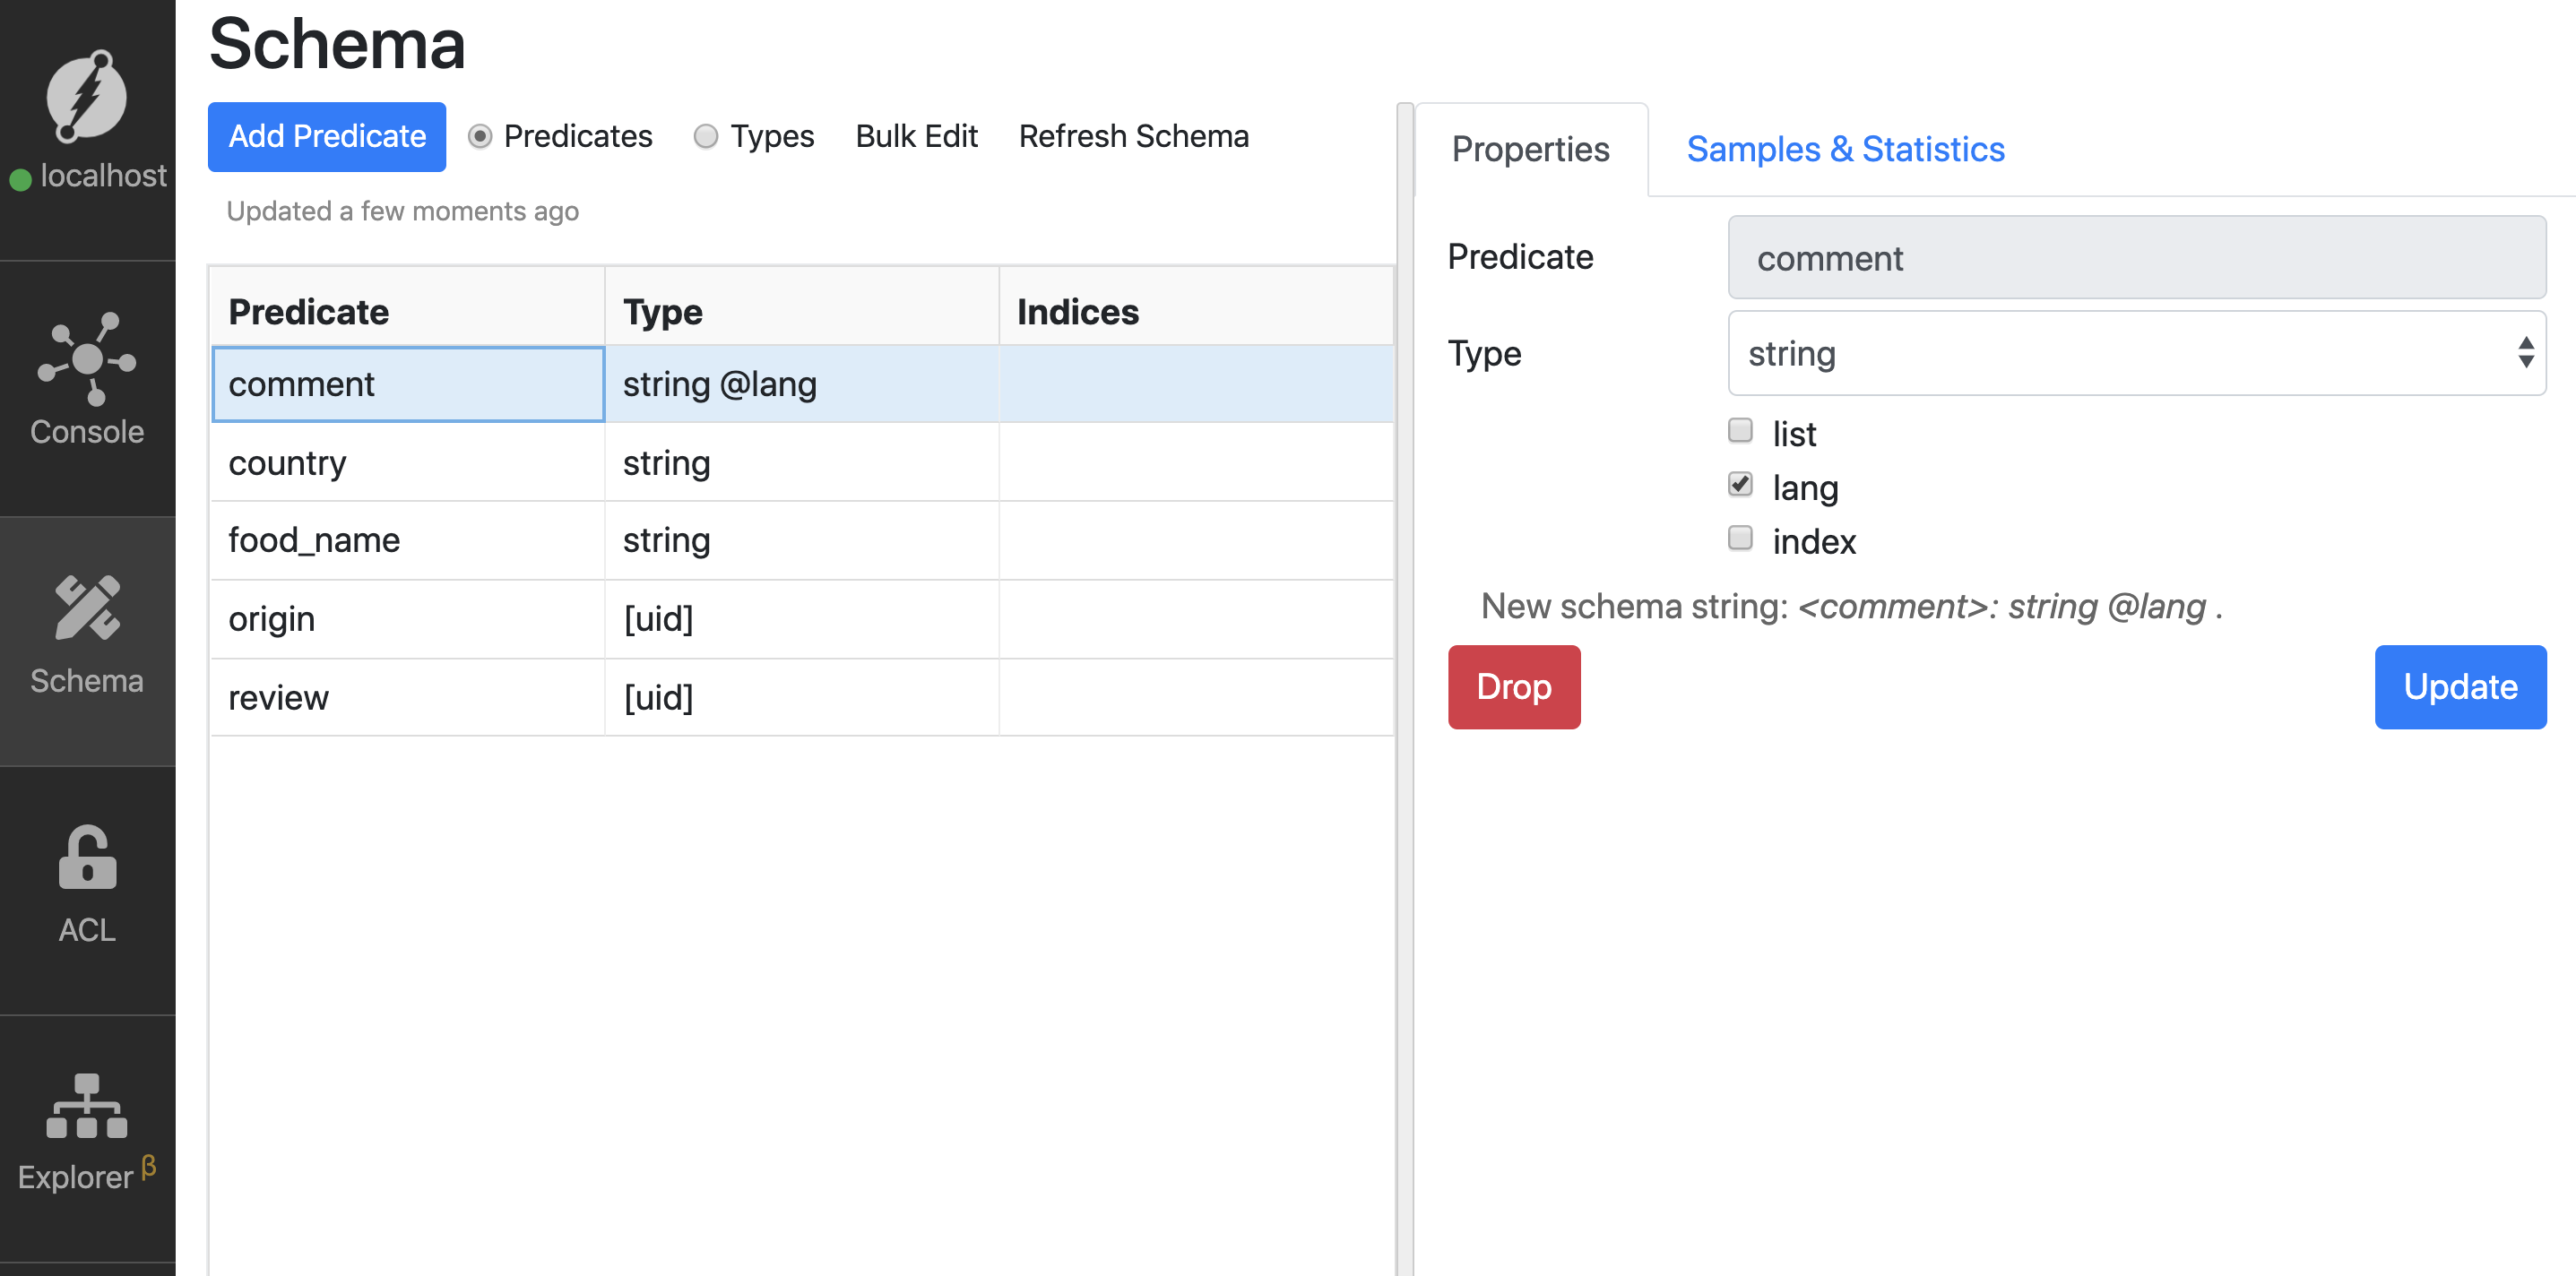 localhost
Console
Schema
ACL
Explorer β
Schema
Add Predicate Predicates Types Bulk Edit Refresh Schema
Updated a few moments ago
Predicate Type Indices
comment string @lang
country string
food_name string
origin [uid]
review [uid]
Properties Samples & Statistics
Predicate comment
Type string
list
lang
index
New schema string: <comment>: string @lang .
Drop Update